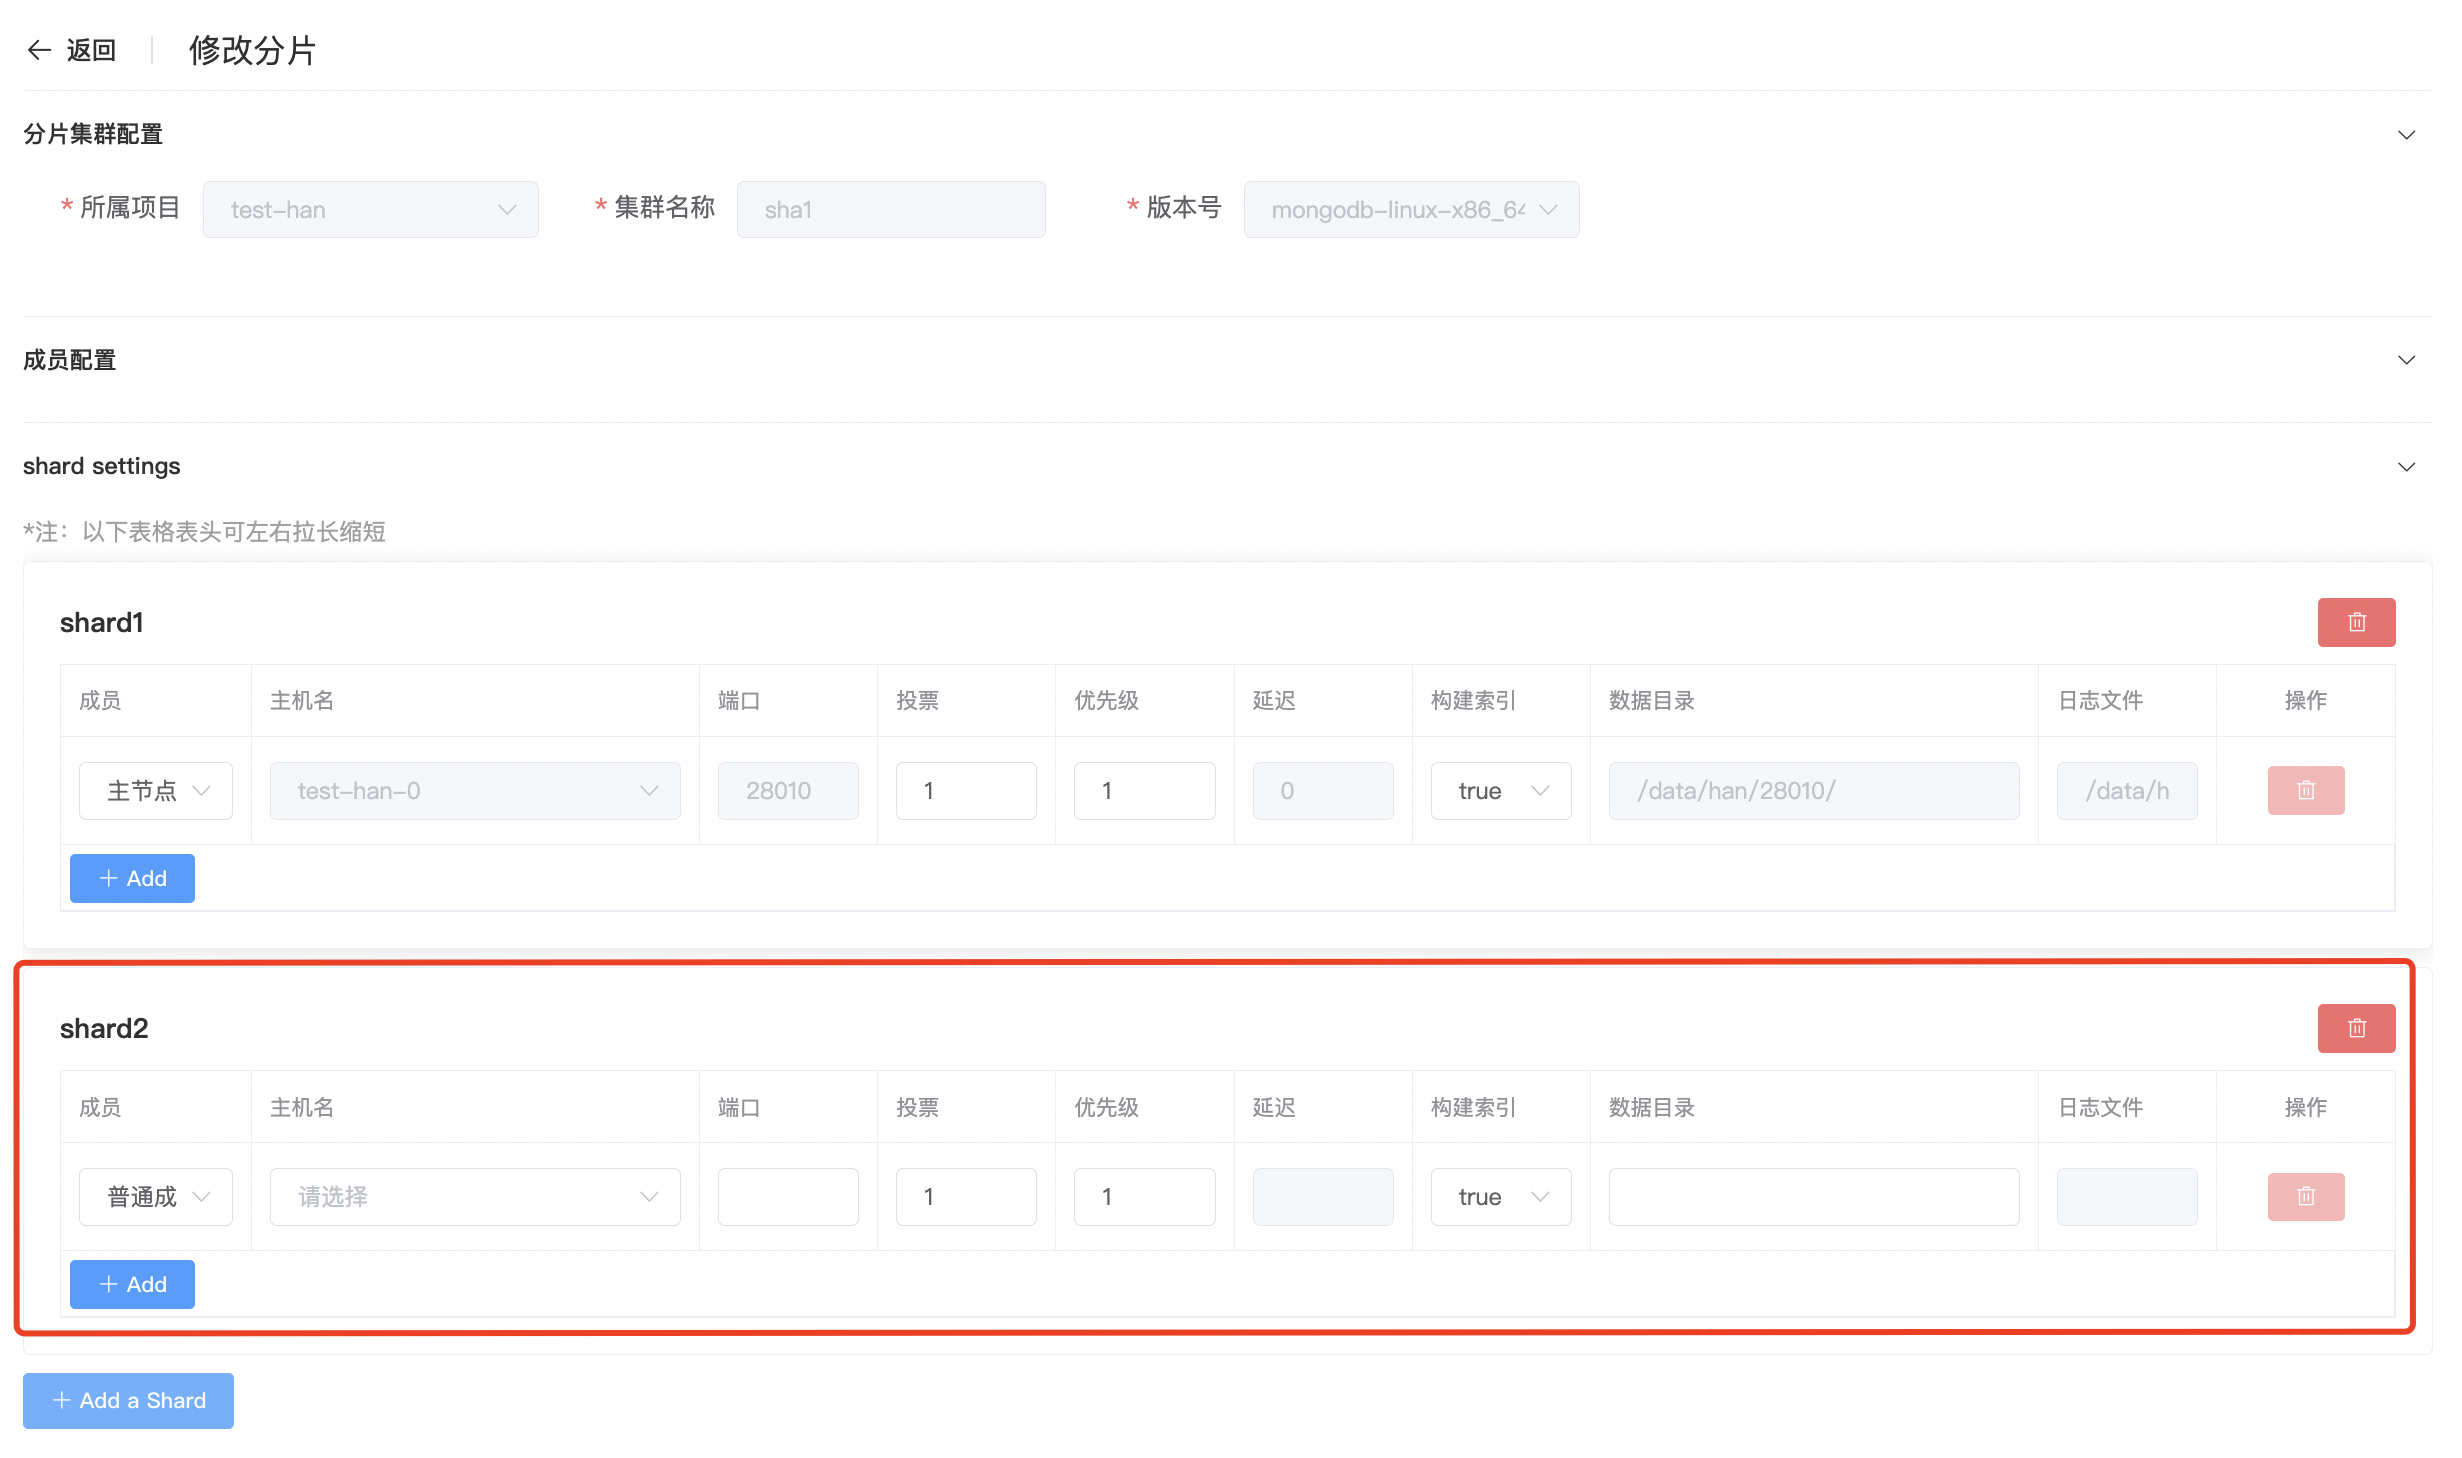 返回 修改分片
分片集群配置
* 所属项目 test-han * 集群名称 sha1 * 版本号 mongodb-linux-x86_64
成员配置
shard settings
*注：以下表格表头可左右拉长缩短
shard1
成员 主机名 端口 投票 优先级 延迟 构建索引 数据目录 日志文件 操作
主节点 test-han-0 28010 1 1 0 true /data/han/28010/ /data/h
+ Add
shard2
成员 主机名 端口 投票 优先级 延迟 构建索引 数据目录 日志文件 操作
普通成 请选择 1 1 true
+ Add
+ Add a Shard